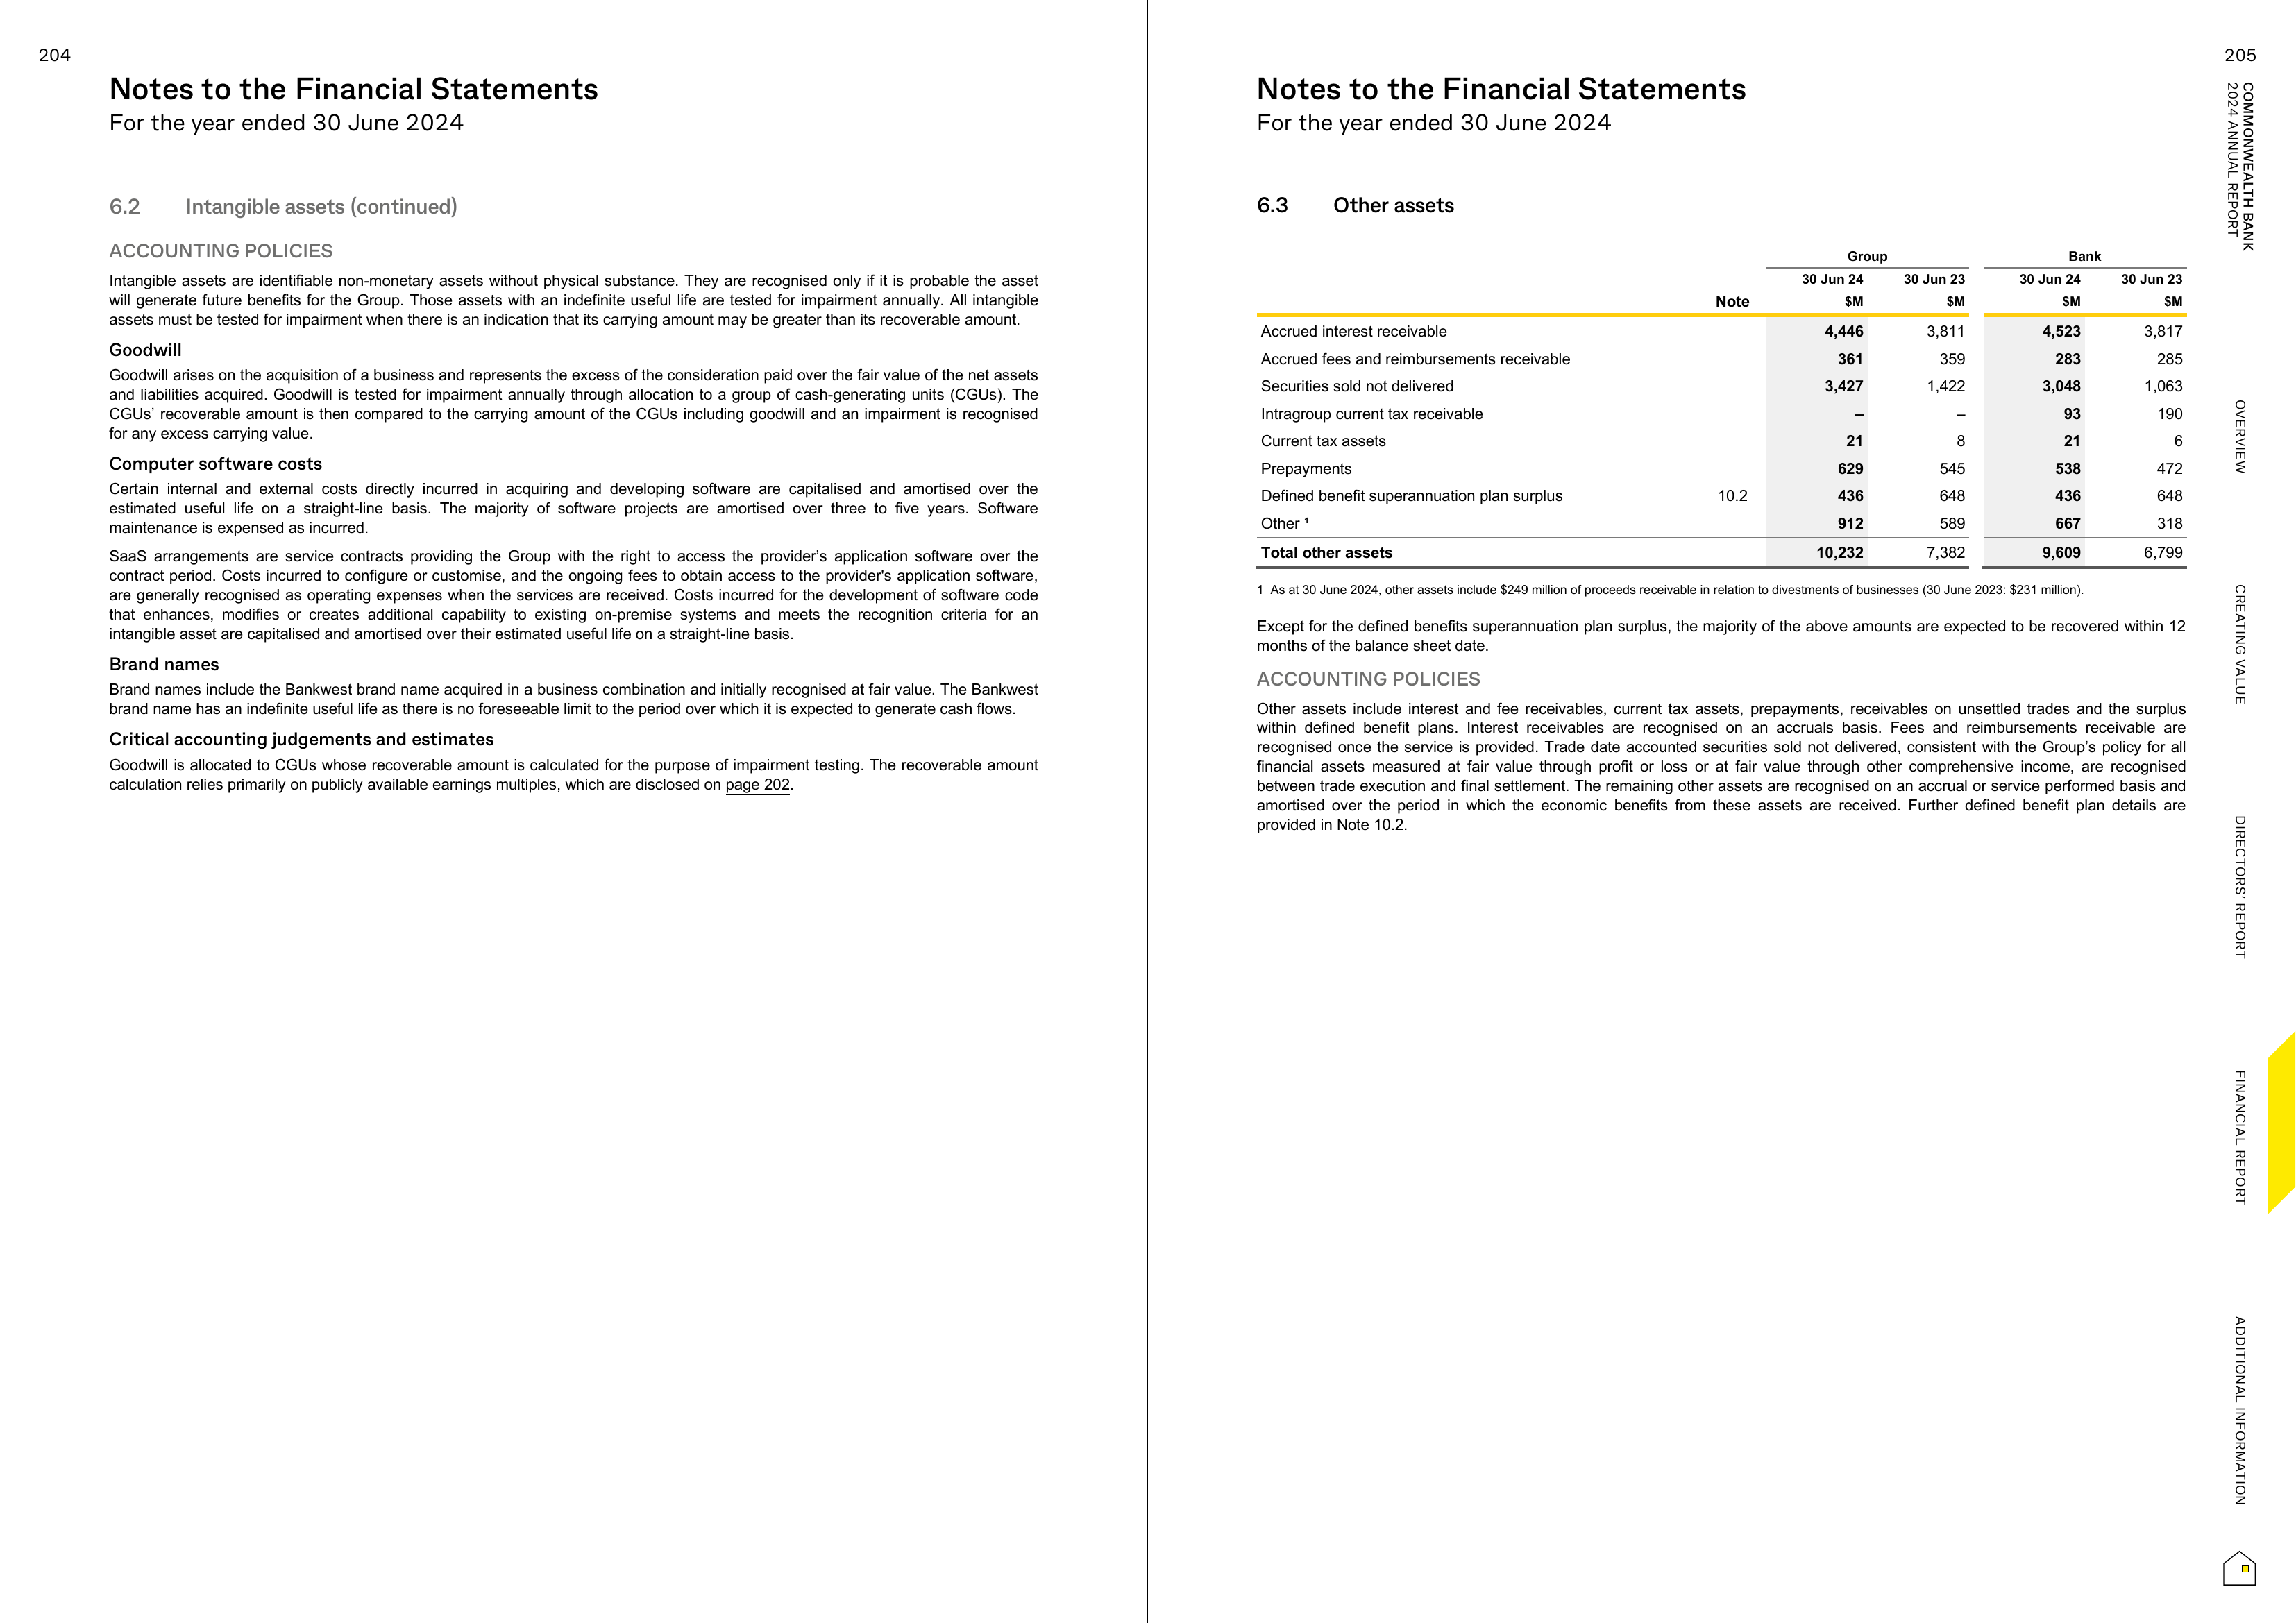 204
Notes to the Financial Statements
For the year ended 30 June 2024
6.2 Intangible assets (continued)
ACCOUNTING POLICIES
Intangible assets are identifiable non-monetary assets without physical substance. They are recognised only if it is probable the asset
will generate future benefits for the Group. Those assets with an indefinite useful life are tested for impairment annually. All intangible
assets must be tested for impairment when there is an indication that its carrying amount may be greater than its recoverable amount.
Goodwill
Goodwill arises on the acquisition of a business and represents the excess of the consideration paid over the fair value of the net assets
and liabilities acquired. Goodwill is tested for impairment annually through allocation to a group of cash-generating units (CGUs). The
CGUs' recoverable amount is then compared to the carrying amount of the CGUs including goodwill and an impairment is recognised
for any excess carrying value.
Computer software costs
Certain internal and external costs directly incurred in acquiring and developing software are capitalised and amortised over the
estimated useful life on a straight-line basis. The majority of software projects are amortised over three to five years. Software
maintenance is expensed as incurred.
SaaS arrangements are service contracts providing the Group with the right to access the provider's application software over the
contract period. Costs incurred to configure or customise, and the ongoing fees to obtain access to the provider's application software,
are generally recognised as operating expenses when the services are received. Costs incurred for the development of software code
that enhances, modifies or creates additional capability to existing on-premise systems and meets the recognition criteria for an
intangible asset are capitalised and amortised over their estimated useful life on a straight-line basis.
Brand names
Brand names include the Bankwest brand name acquired in a business combination and initially recognised at fair value. The Bankwest
brand name has an indefinite useful life as there is no foreseeable limit to the period over which it is expected to generate cash flows.
Critical accounting judgements and estimates
Goodwill is allocated to CGUs whose recoverable amount is calculated for the purpose of impairment testing. The recoverable amount
calculation relies primarily on publicly available earnings multiples, which are disclosed on page 202.
205
Notes to the Financial Statements
For the year ended 30 June 2024
6.3 Other assets
Group Bank
30 Jun 24 30 Jun 23 30 Jun 24 30 Jun 23
Note $M $M $M $M
Accrued interest receivable 4,446 3,811 4,523 3,817
Accrued fees and reimbursements receivable 361 359 283 285
Securities sold not delivered 3,427 1,422 3,048 1,063
Intragroup current tax receivable – – 93 190
Current tax assets 21 8 21 6
Prepayments 629 545 538 472
Defined benefit superannuation plan surplus 10.2 436 648 436 648
Other ¹ 912 589 667 318
Total other assets 10,232 7,382 9,609 6,799
1 As at 30 June 2024, other assets include $249 million of proceeds receivable in relation to divestments of businesses (30 June 2023: $231 million).
Except for the defined benefits superannuation plan surplus, the majority of the above amounts are expected to be recovered within 12
months of the balance sheet date.
ACCOUNTING POLICIES
Other assets include interest and fee receivables, current tax assets, prepayments, receivables on unsettled trades and the surplus
within defined benefit plans. Interest receivables are recognised on an accruals basis. Fees and reimbursements receivable are
recognised once the service is provided. Trade date accounted securities sold not delivered, consistent with the Group's policy for all
financial assets measured at fair value through profit or loss or at fair value through other comprehensive income, are recognised
between trade execution and final settlement. The remaining other assets are recognised on an accrual or service performed basis and
amortised over the period in which the economic benefits from these assets are received. Further defined benefit plan details are
provided in Note 10.2.
COMMONWEALTH BANK
2024 ANNUAL REPORT
OVERVIEW
CREATING VALUE
DIRECTORS' REPORT
FINANCIAL REPORT
ADDITIONAL INFORMATION